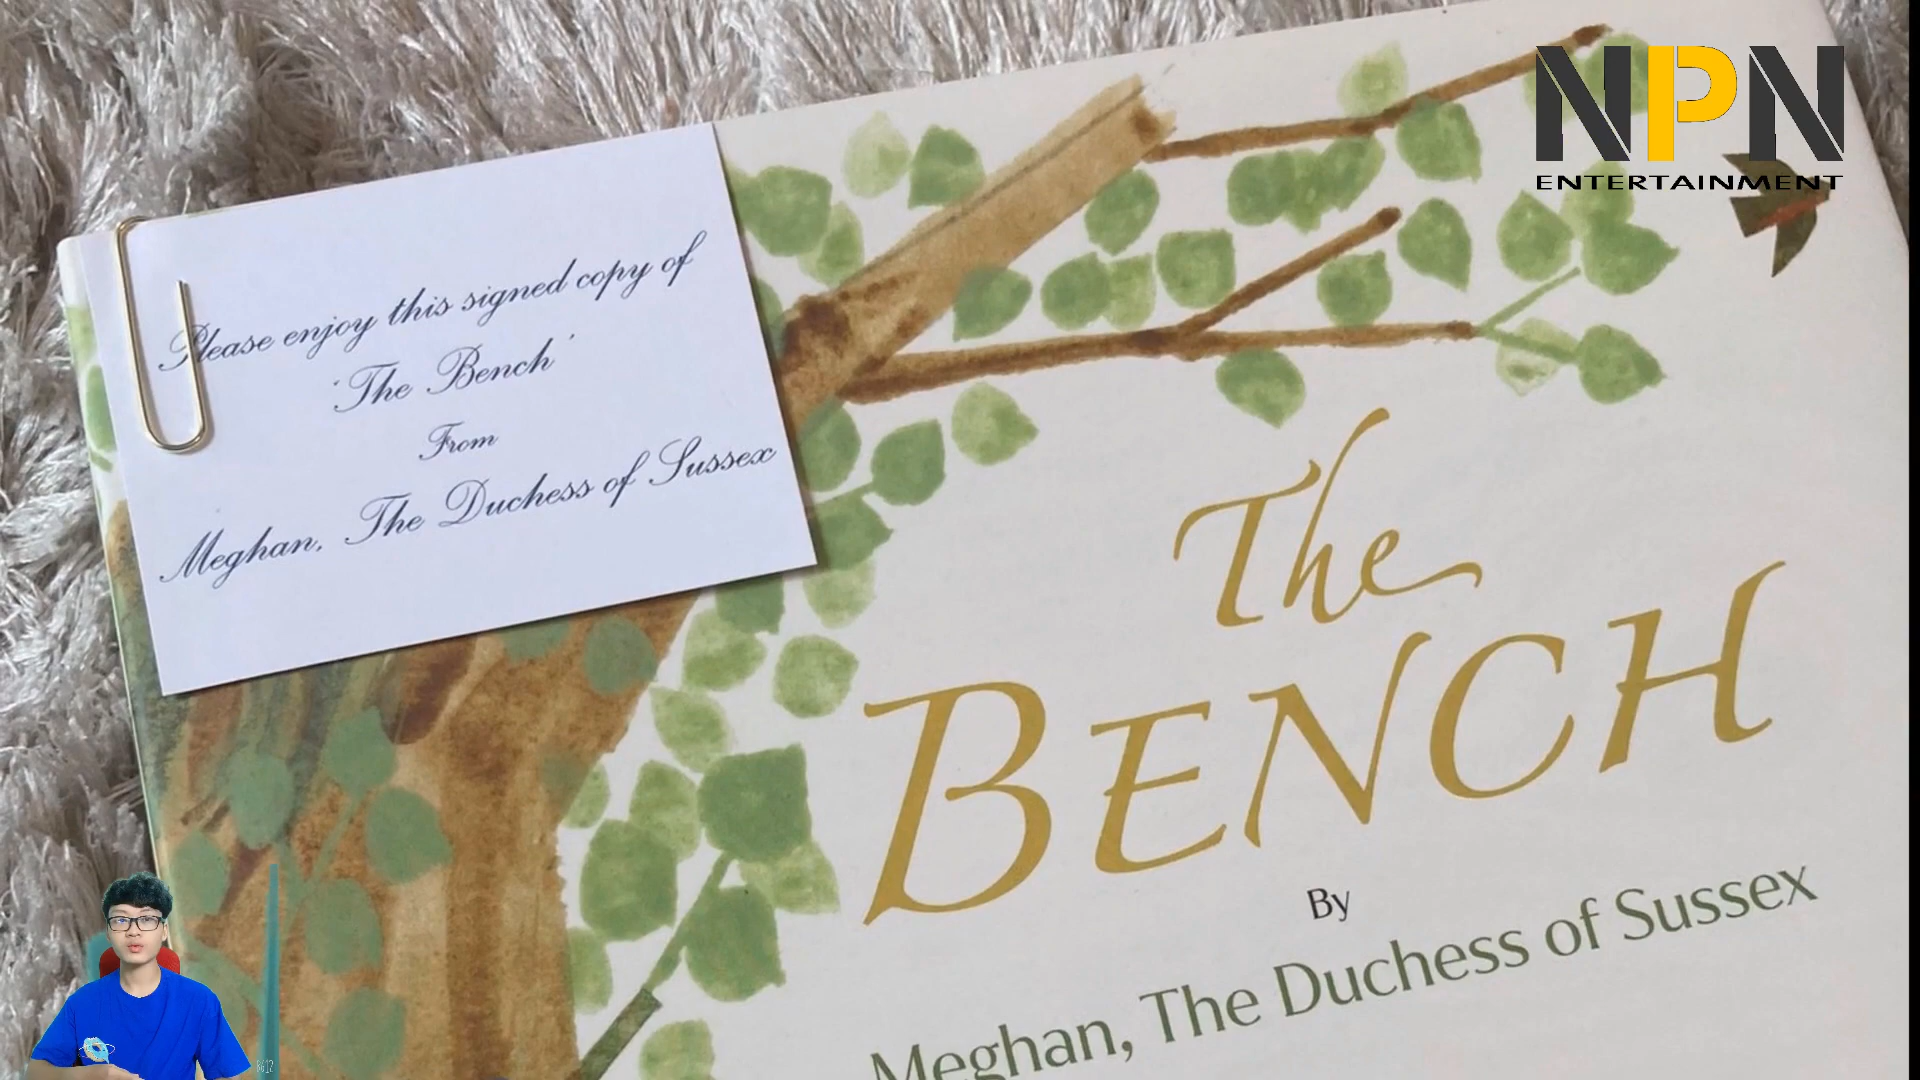 NPN
ENTERTAINMENT
Please enjoy this signed copy of
'The Bench'
From
Meghan, The Duchess of Sussex
The
BENCH
By
Meghan, The Duchess of Sussex